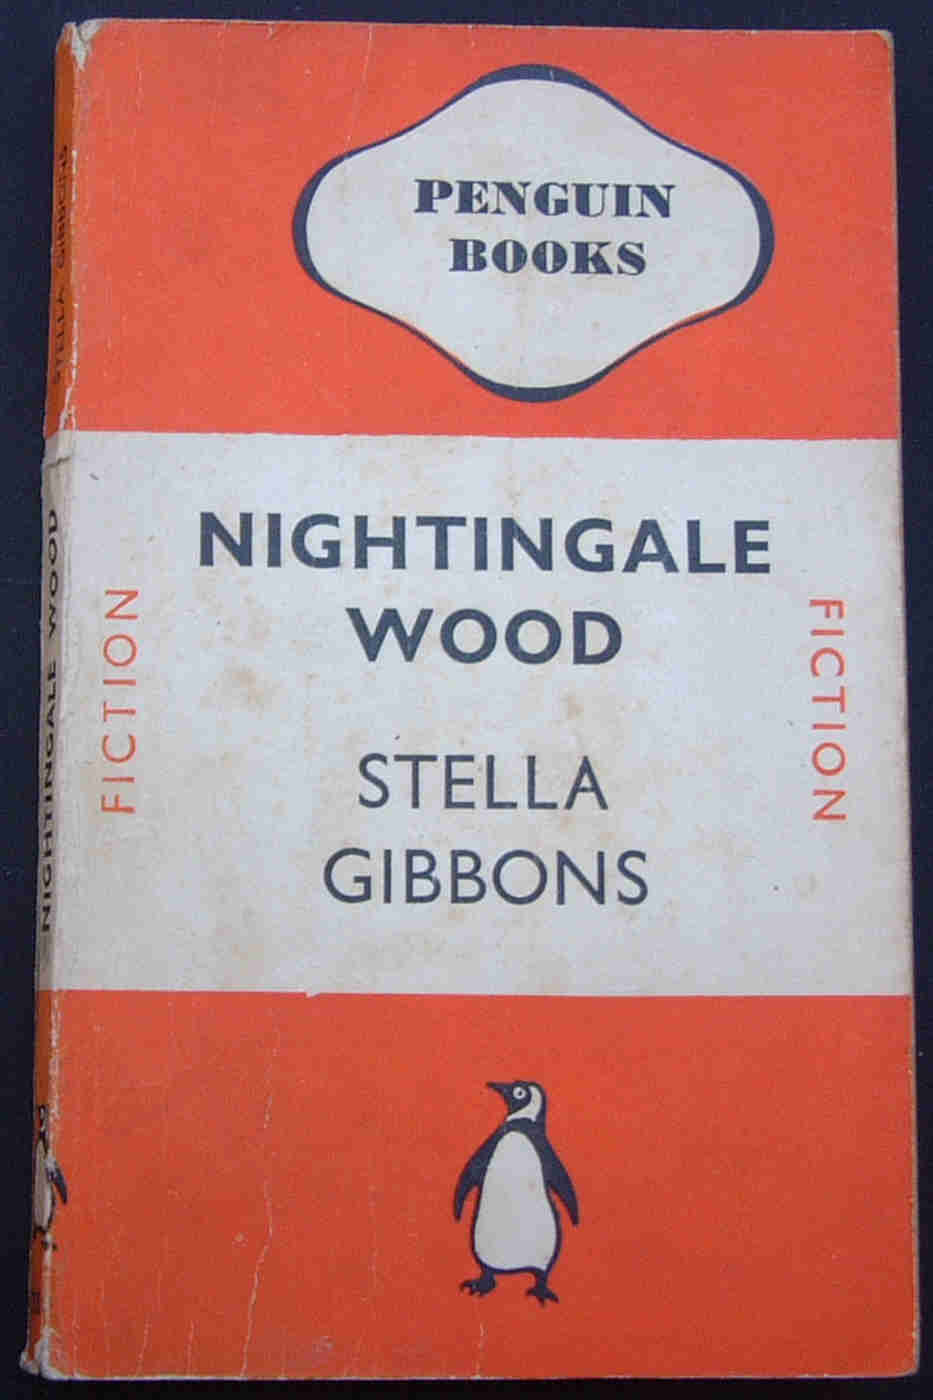 PENGUIN
BOOKS
NIGHTINGALE
WOOD
FICTION
FICTION
STELLA
GIBBONS
STELLA GIBBONS
NIGHTINGALE WOOD